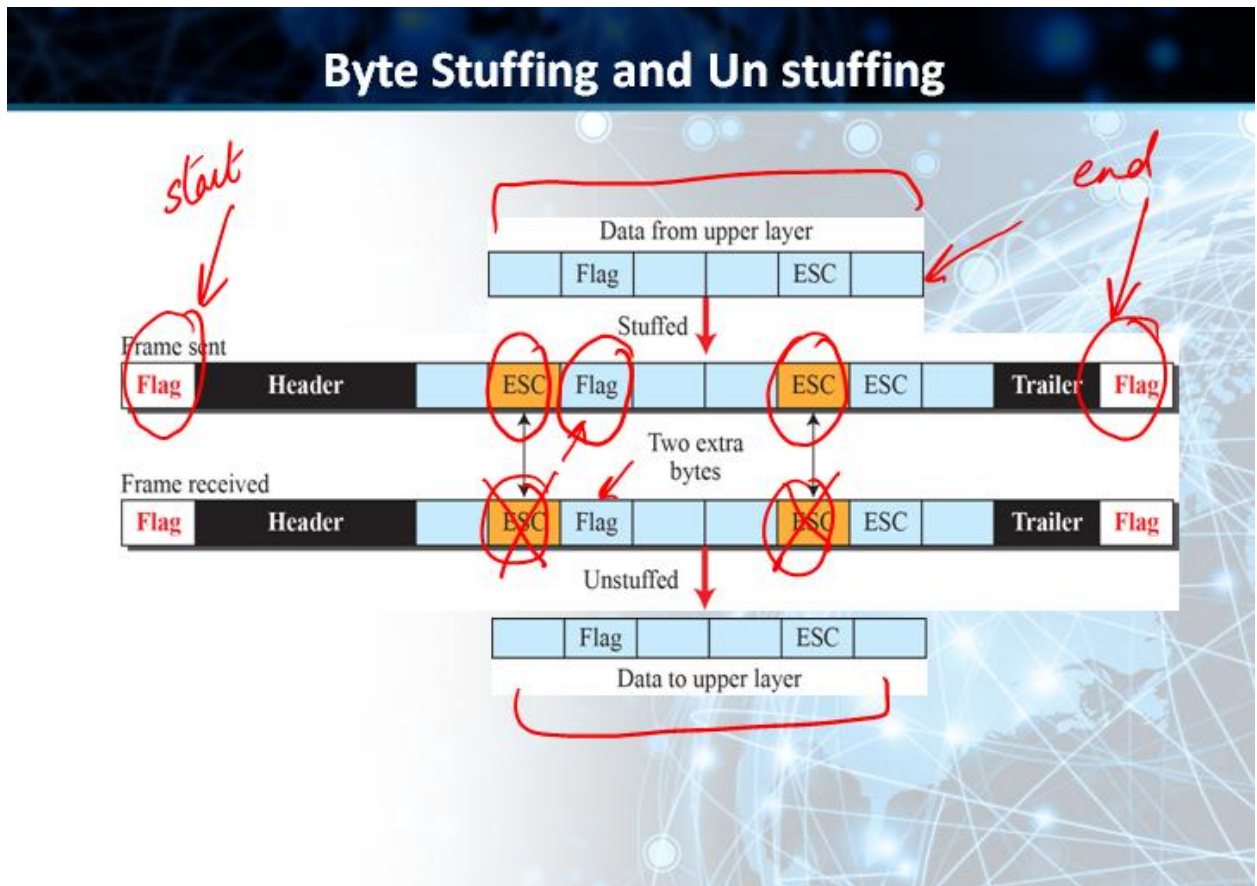 Byte Stuffing and Un stuffing
start
end
Data from upper layer
Flag ESC
Stuffed
Frame sent
Flag Header ESC Flag ESC ESC Trailer Flag
Two extra
bytes
Frame received
Flag Header ESC Flag ESC ESC Trailer Flag
Unstuffed
Flag ESC
Data to upper layer